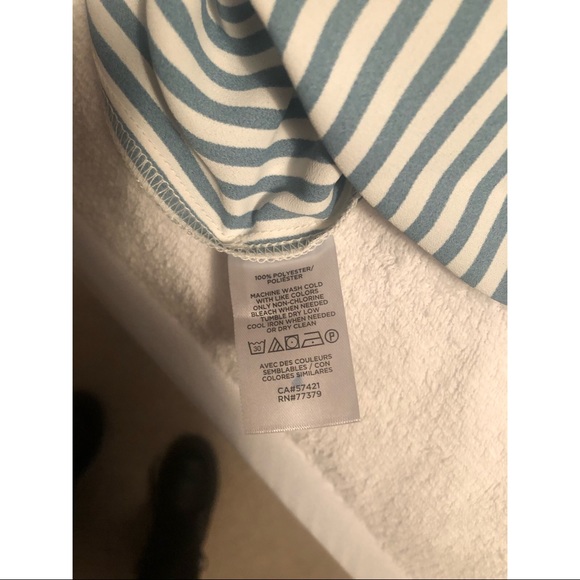 100% POLYESTER/
POLIESTER
MACHINE WASH COLD
WITH LIKE COLORS
ONLY NON-CHLORINE
BLEACH WHEN NEEDED
TUMBLE DRY LOW
COOL IRON WHEN NEEDED
OR DRY CLEAN
30 P
AVEC DES COULEURS
SEMBLABLES / CON
COLORES SIMILARES
CA#57421
RN#77379